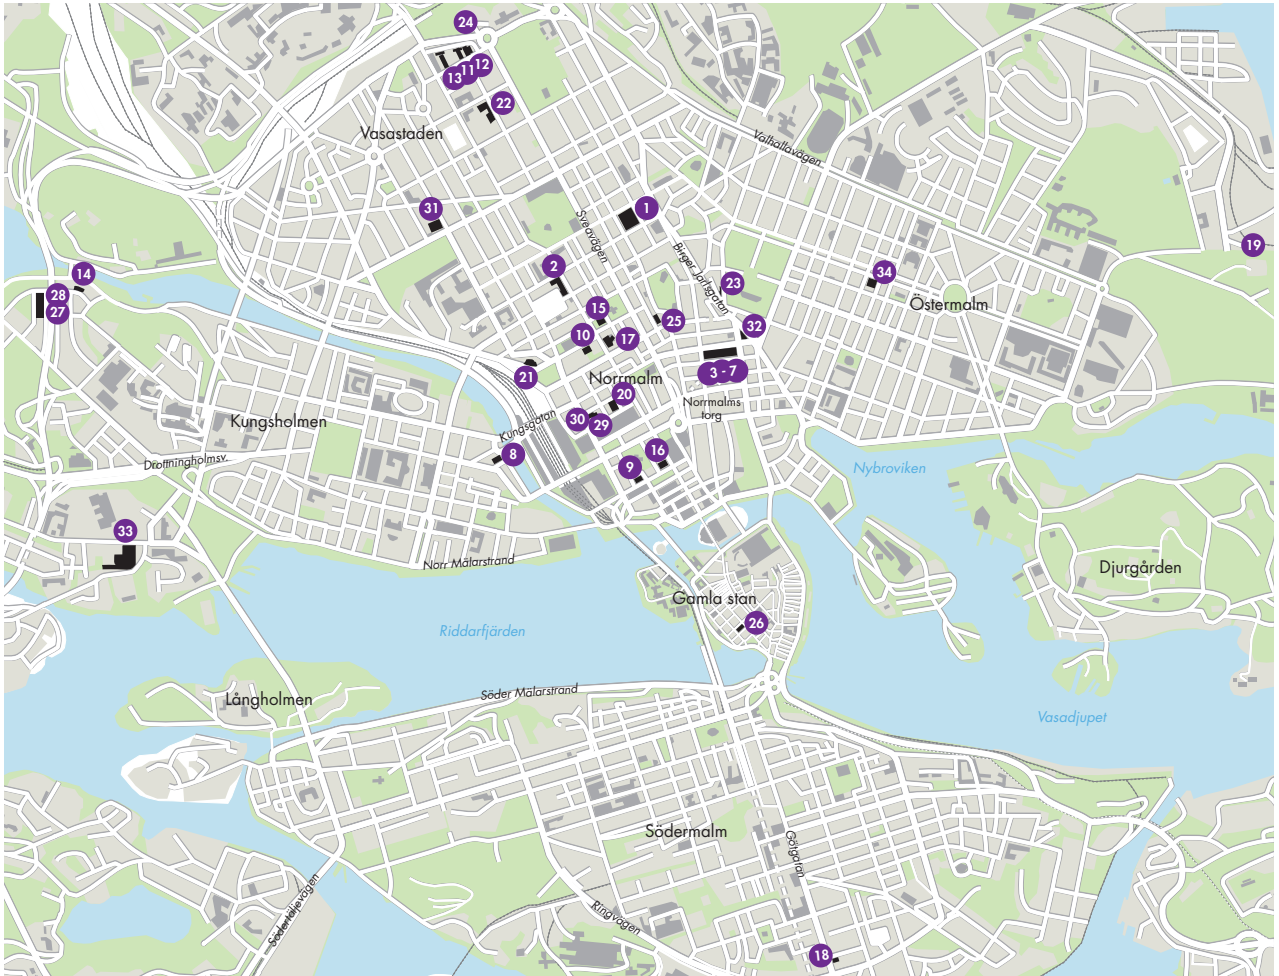 24
12
11
13
22
Vasastaden
Valhallavägen
31
1
Sveavägen
Birger Jarlsgatan
19
2
14
34
23
28
27
Östermalm
15
25
32
10
17
21
3 - 7
Norrmalm
20
Norrmalms
torg
30
29
Kungsholmen
Kungsgatan
8
16
9
Drottningholmsv.
Nybroviken
33
Norr Mälarstrand
Djurgården
Gamla stan
26
Riddarfjärden
Långholmen
Söder Mälarstrand
Vasadjupet
Södermalm
Götgatan
Södertäljevägen
Ringvägen
18